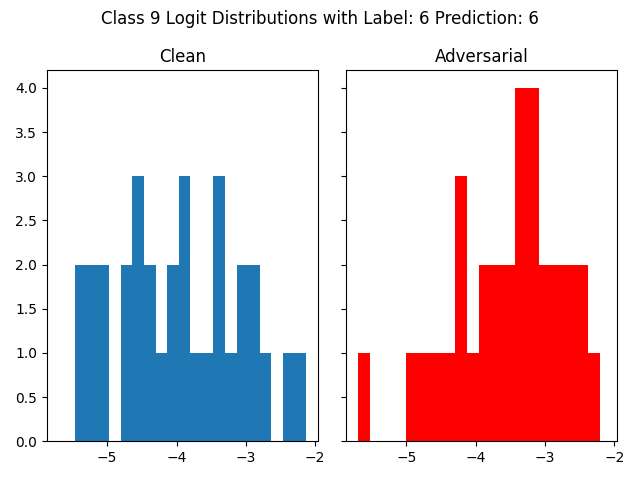 Class 9 Logit Distributions with Label: 6 Prediction: 6
Clean
Adversarial
4.0
3.5
3.0
2.5
2.0
1.5
1.0
0.5
0.0
−5 −4 −3 −2
−5 −4 −3 −2